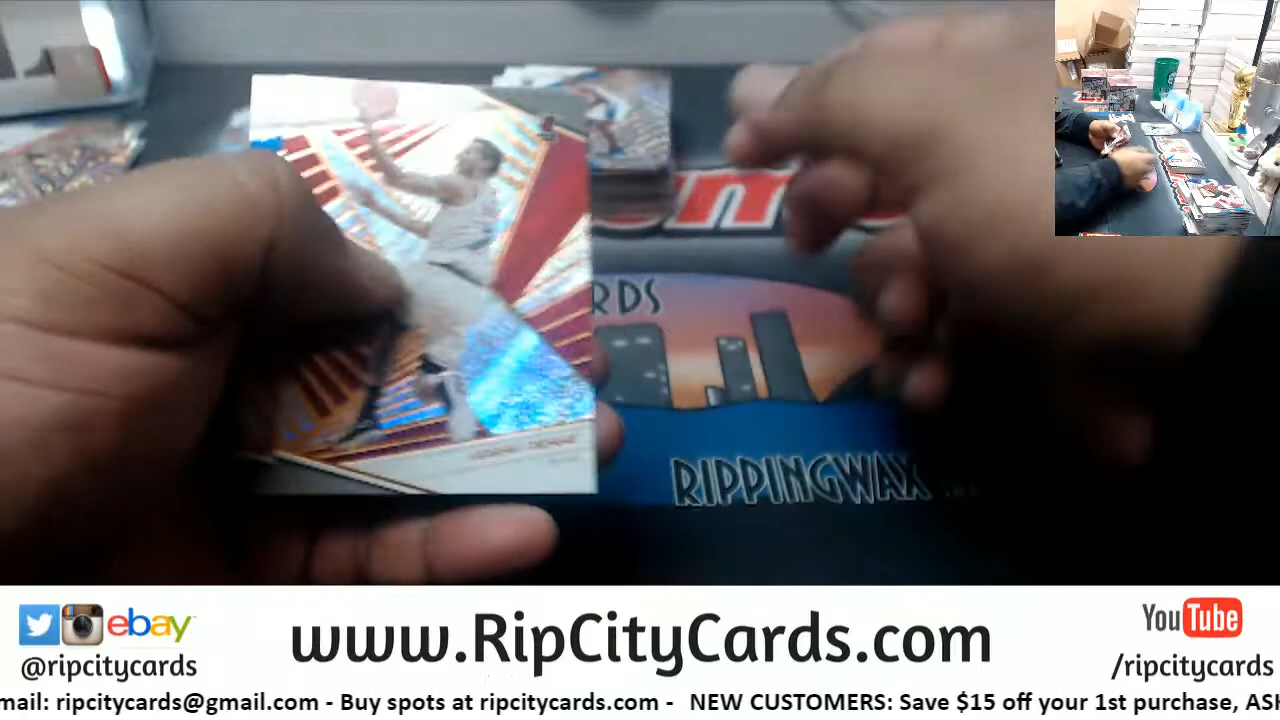 RDS
RIPPINGWAX
ebay
@ripcitycards
www.RipCityCards.com
YouTube
/ripcitycards
mail: ripcitycards@gmail.com - Buy spots at ripcitycards.com - NEW CUSTOMERS: Save $15 off your 1st purchase, AS